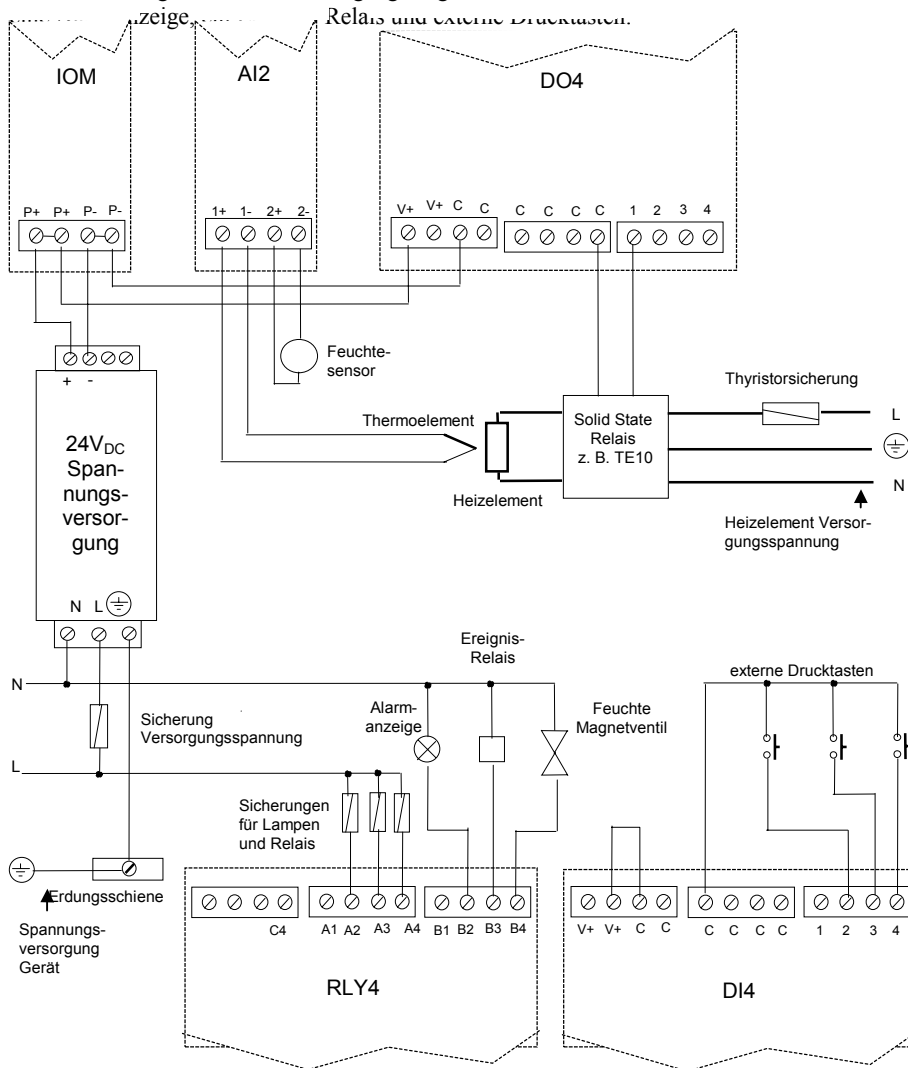 nzeige,
Relais und externe Drucktasten.
IOM
AI2
DO4
P+ P+ P- P-
1+ 1- 2+ 2-
V+ V+ C C
C C C C
1 2 3 4
+ -
24VDC
Span-
nungs-
versor-
gung
N L
Feuchte-
sensor
Thermoelement
Heizelement
Solid State
Relais
z. B. TE10
Thyristorsicherung
L
N
Heizelement Versor-
gungsspannung
N
Sicherung
Versorgungsspannung
L
Alarm-
anzeige
Ereignis-
Relais
Feuchte
Magnetventil
externe Drucktasten
Sicherungen
für Lampen
und Relais
Erdungsschiene
Spannungs-
versorgung
Gerät
C4
A1 A2 A3 A4
B1 B2 B3 B4
V+ V+ C C
C C C C
1 2 3 4
RLY4
DI4